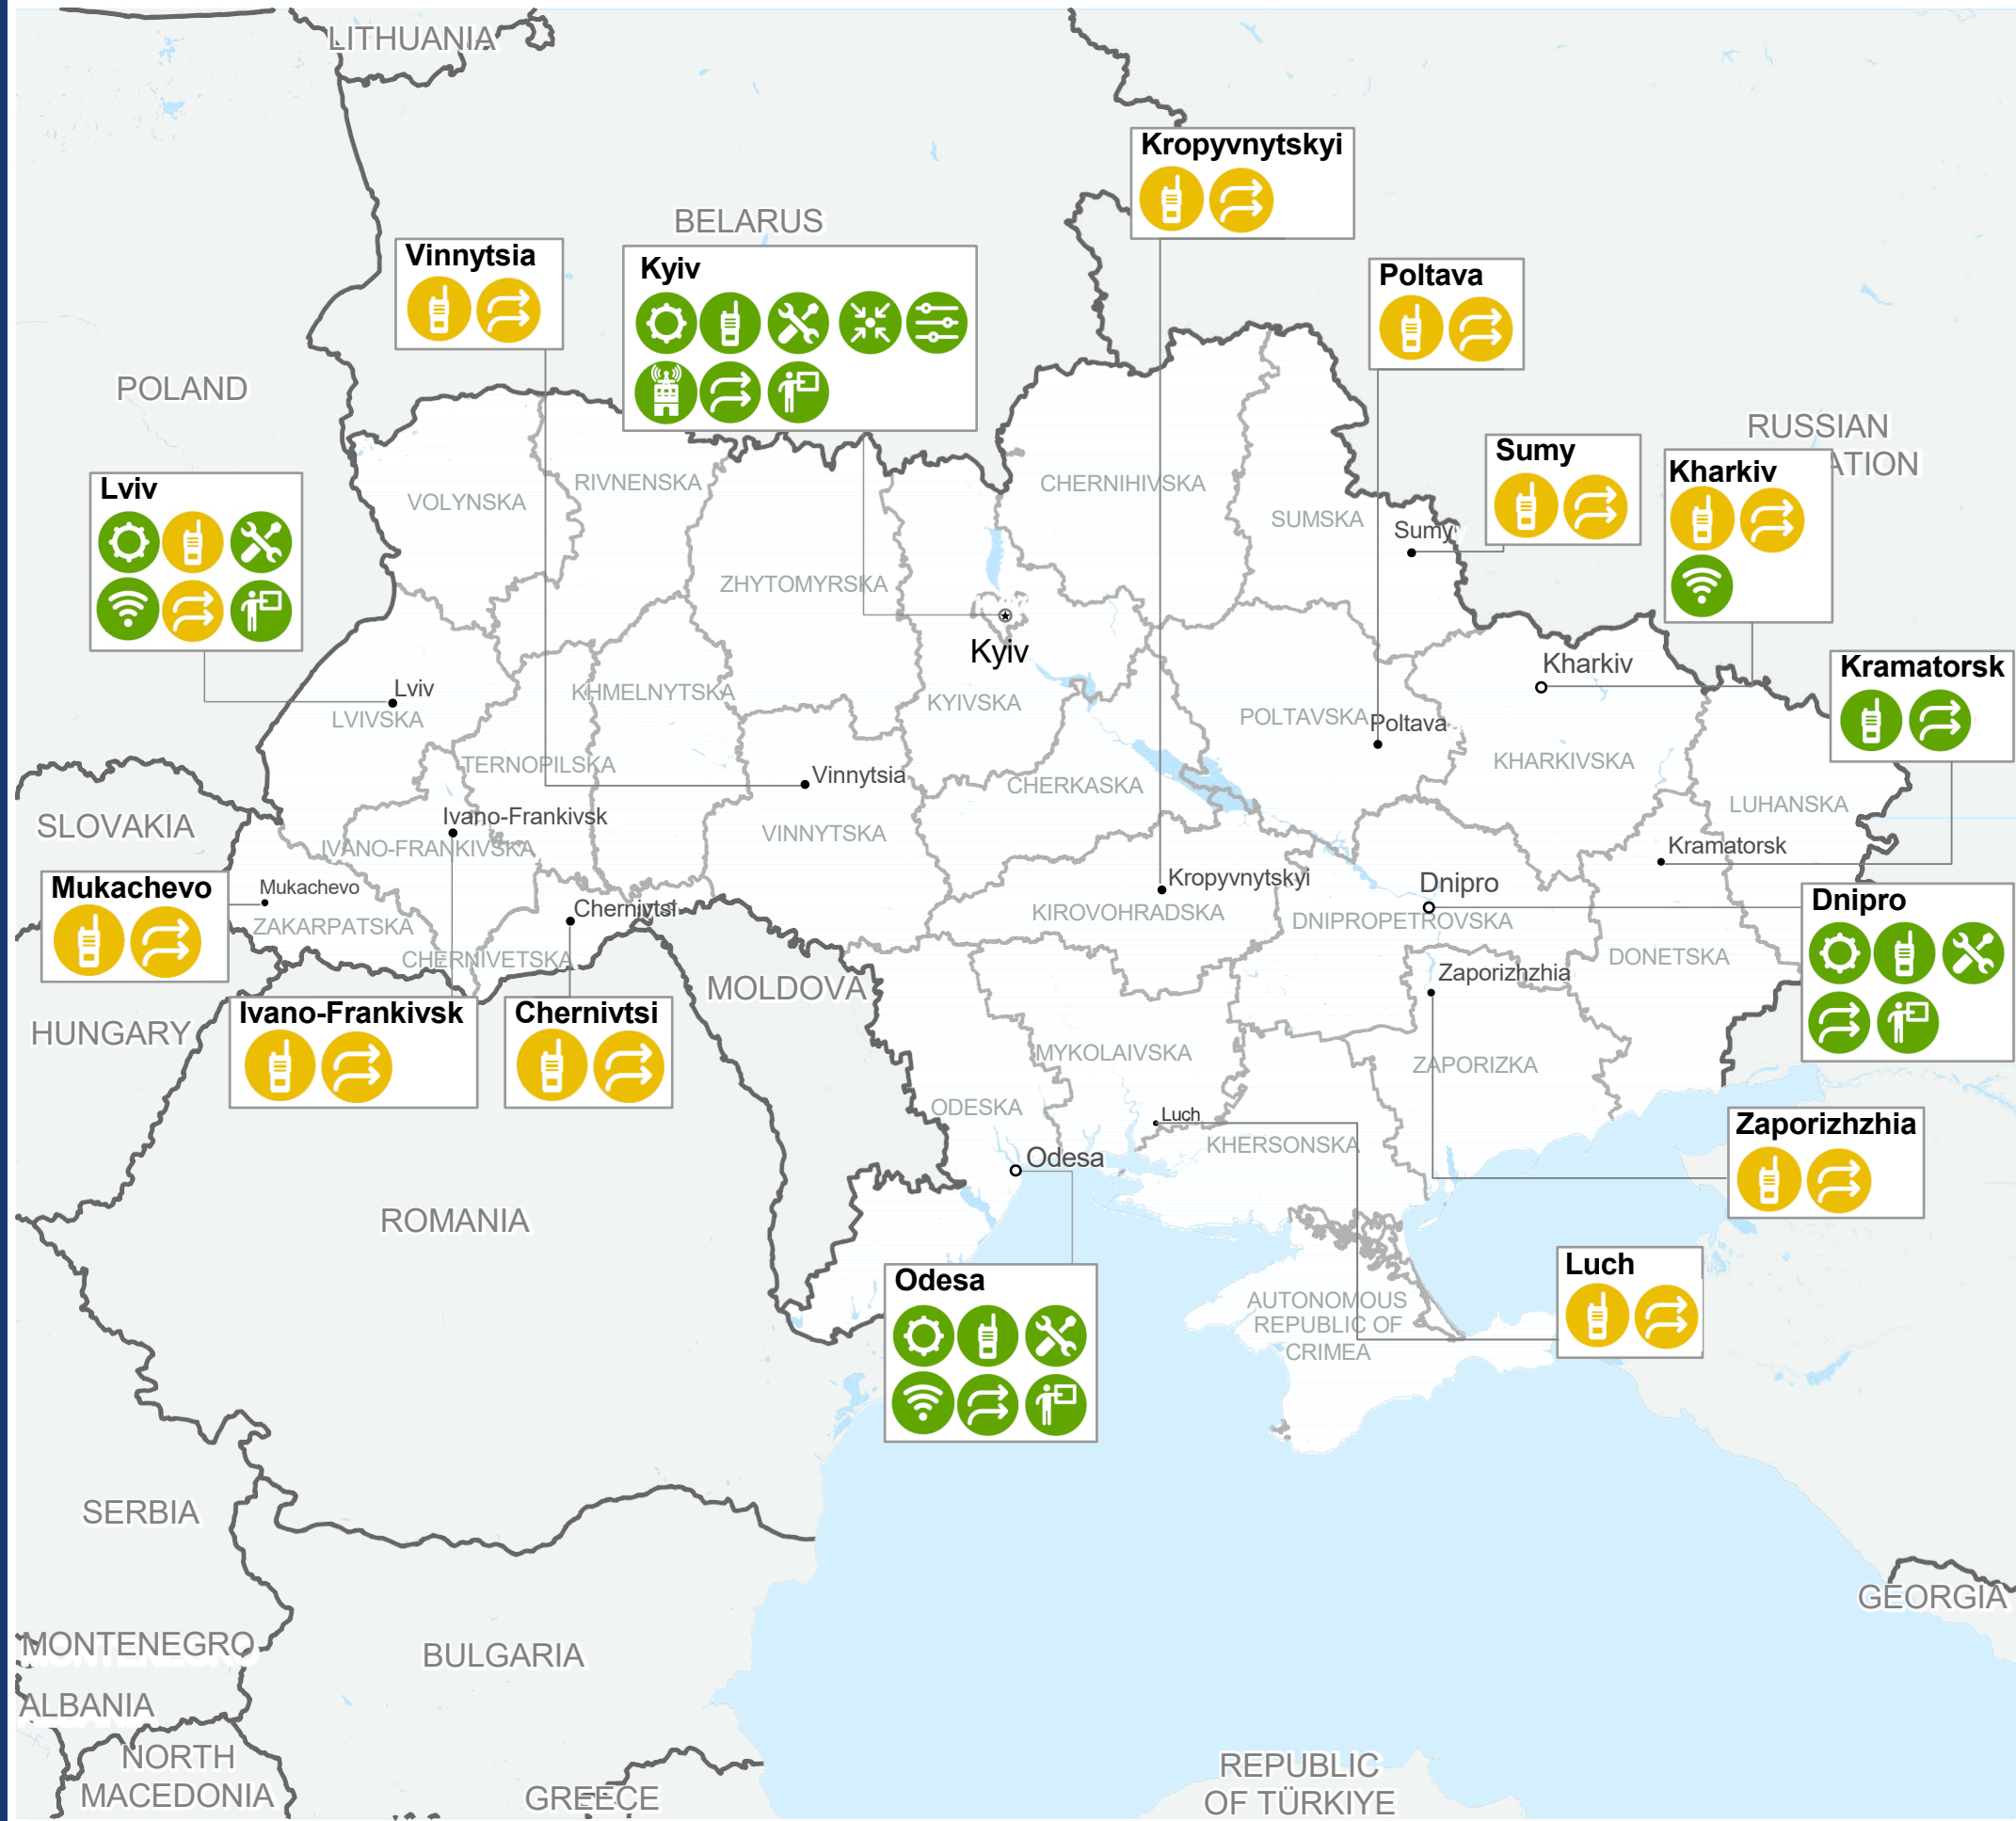 LITHUANIA
Kropyvnytskyi
BELARUS
Vinnytsia
Kyiv
Poltava
POLAND
RUSSIAN
ATION
Sumy
Kharkiv
Lviv
VOLYNSKA
RIVNENSKA
CHERNIHIVSKA
SUMSKA
Sumy
ZHYTOMYRSKA
Kyiv
Kharkiv
Kramatorsk
Lviv
LVIVSKA
KHMELNYTSKA
KYIVSKA
POLTAVSKA
Poltava
TERNOPILSKA
Vinnytsia
CHERKASKA
KHARKIVSKA
LUHANSKA
SLOVAKIA
Ivano-Frankivsk
IVANO-FRANKIVSKA
VINNYTSKA
Kramatorsk
Mukachevo
Mukachevo
Kropyvnytskyi
Dnipro
Dnipro
ZAKARPATSKA
Chernivtsi
KIROVOHRADSKA
DNIPROPETROVSKA
CHERNIVETSKA
DONETSKA
MOLDOVA
Zaporizhzhia
HUNGARY
Ivano-Frankivsk
Chernivtsi
MYKOLAIVSKA
ZAPORIZKA
ODESKA
Luch
KHERSONSKA
Zaporizhzhia
Odesa
ROMANIA
Odesa
Luch
AUTONOMOUS
REPUBLIC OF
CRIMEA
SERBIA
GEORGIA
MONTENEGRO
BULGARIA
ALBANIA
NORTH
MACEDONIA
GREECE
REPUBLIC
OF TÜRKIYE